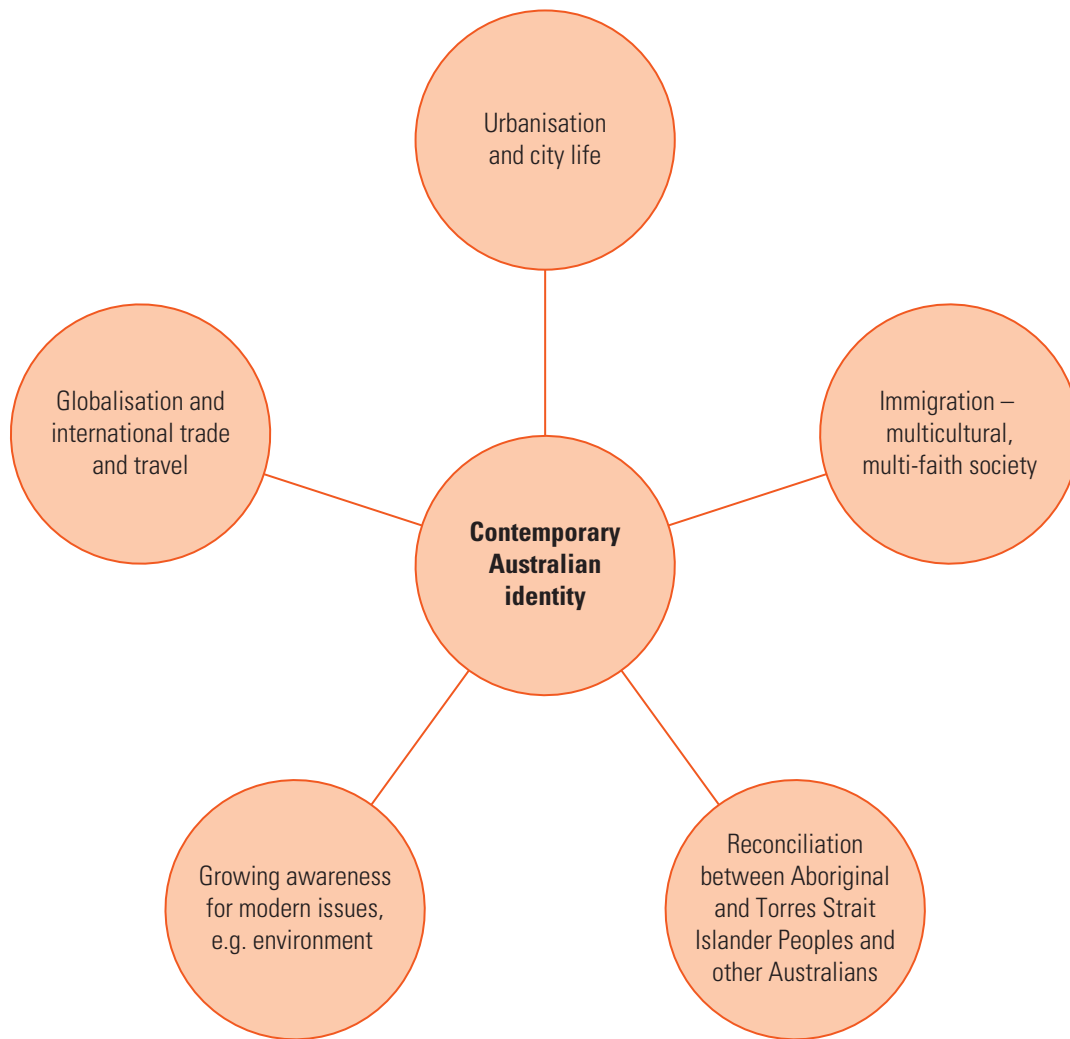 Urbanisation
and city life
Globalisation and
international trade
and travel
Immigration –
multicultural,
multi-faith society
Contemporary
Australian
identity
Growing awareness
for modern issues,
e.g. environment
Reconciliation
between Aboriginal
and Torres Strait
Islander Peoples and
other Australians